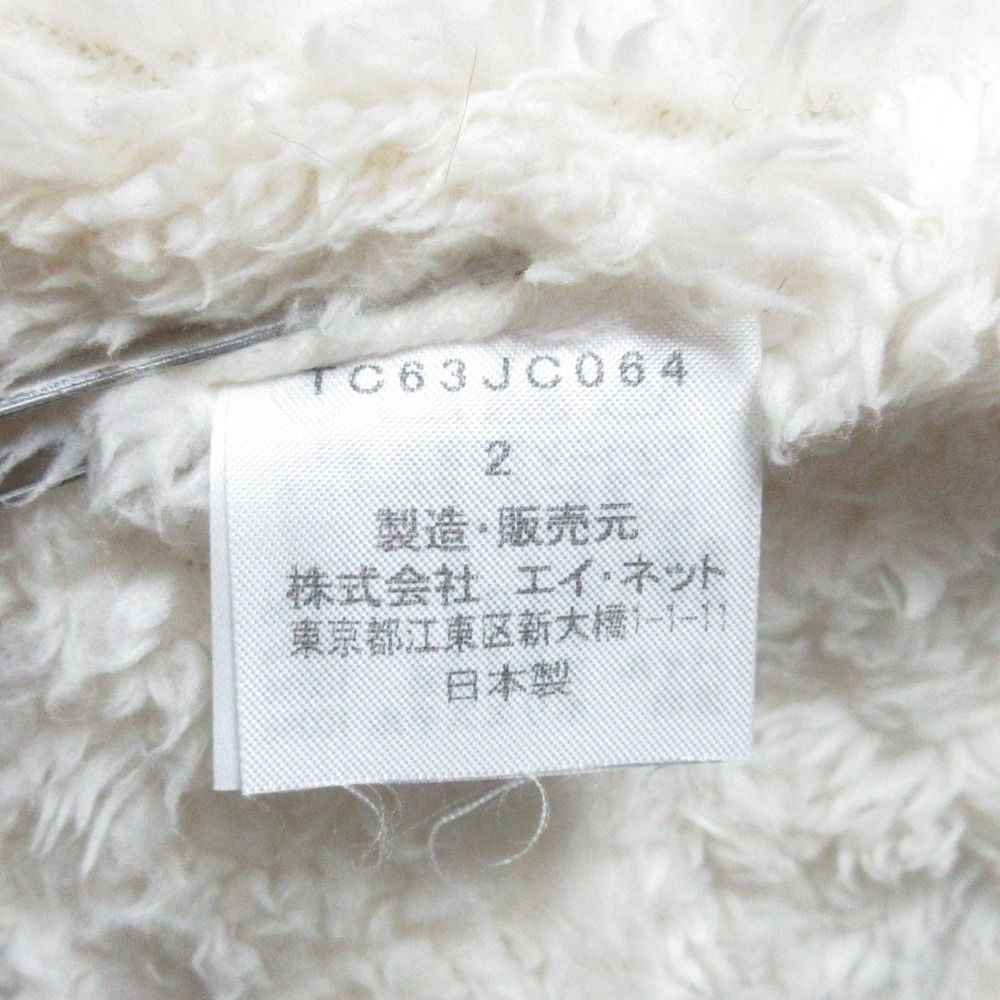 TC63JC064
2
製造・販売元
株式会社 エイ・ネット
東京都江東区新大橋1-1-11
日本製